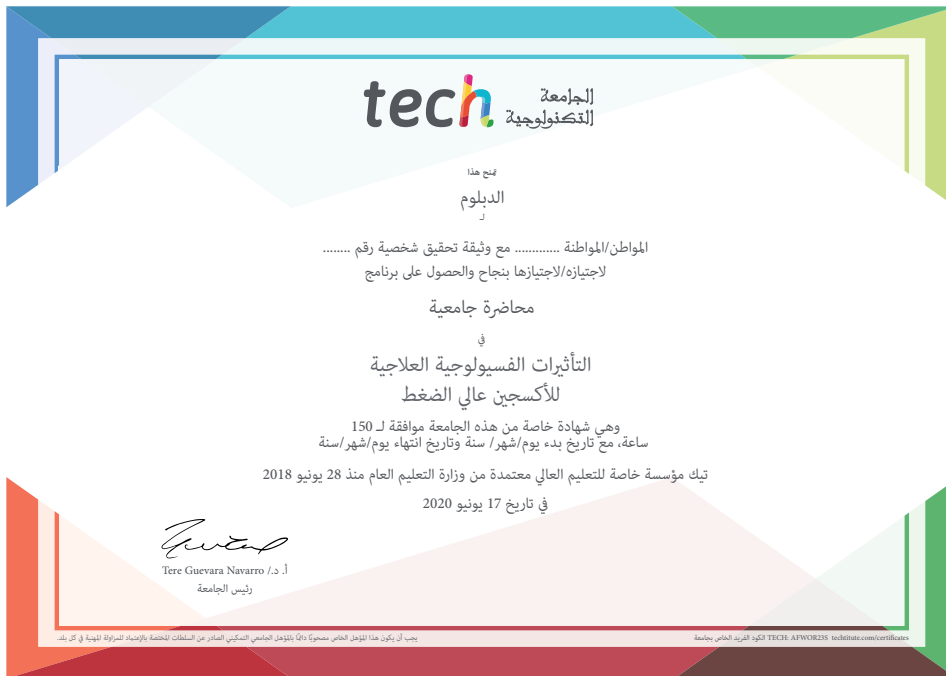 tech الجامعة
التكنولوجية
يمنح هذا
الدبلوم
لـ
المواطن/المواطنة ............. مع وثيقة تحقيق شخصية رقم ........
لاجتيازه/لاجتيازها بنجاح والحصول على برنامج
محاضرة جامعية
في
التأثيرات الفسيولوجية العلاجية
للأكسجين عالي الضغط
وهي شهادة خاصة من هذه الجامعة موافقة لـ 150
ساعة، مع تاريخ بدء يوم/شهر/ سنة وتاريخ انتهاء يوم/شهر/سنة
تيك مؤسسة خاصة للتعليم العالي معتمدة من وزارة التعليم العام منذ 28 يونيو 2018
في تاريخ 17 يونيو 2020
أ. د./ Tere Guevara Navarro
رئيس الجامعة
يجب أن يكون هذا المؤهل الخاص مصحوبًا دائمًا بالمؤهل الجامعي التمكيني الصادر عن السلطات المختصة بالإعتماد للمزاولة المهنية في كل بلد.
الكود الفريد الخاص بجامعة TECH: AFWOR235 techtitute.com/certificates